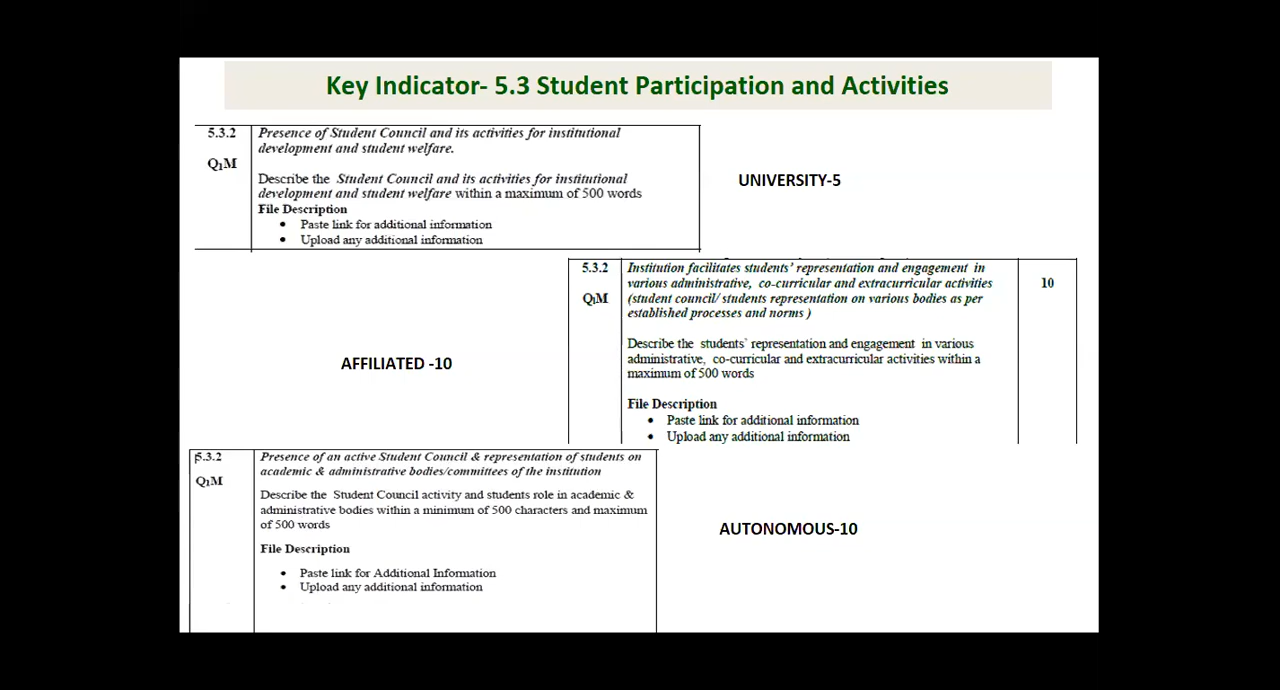 Key Indicator- 5.3 Student Participation and Activities
5.3.2
Presence of Student Council and its activities for institutional
development and student welfare.
Q₁M
Describe the Student Council and its activities for institutional
development and student welfare within a maximum of 500 words
File Description
• Paste link for additional information
• Upload any additional information
UNIVERSITY-5
5.3.2
Institution facilitates students' representation and engagement in
various administrative, co-curricular and extracurricular activities
(student council/ students representation on various bodies as per
established processes and norms )
QₗM
10
Describe the students' representation and engagement in various
administrative, co-curricular and extracurricular activities within a
maximum of 500 words
File Description
• Paste link for additional information
• Upload any additional information
AFFILIATED -10
5.3.2
Presence of an active Student Council & representation of students on
academic & administrative bodies/committees of the institution
Q₁M
Describe the Student Council activity and students role in academic &
administrative bodies within a minimum of 500 characters and maximum
of 500 words
File Description
• Paste link for Additional Information
• Upload any additional information
AUTONOMOUS-10